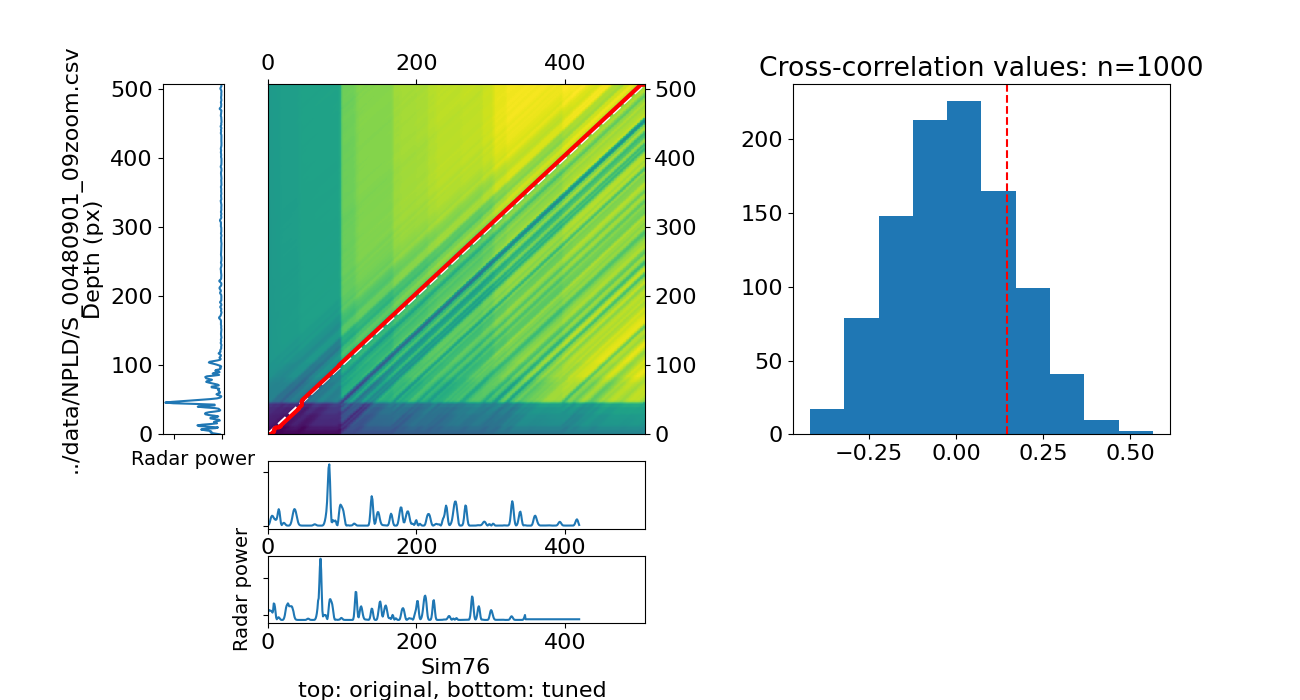 ../data/NPLD/S_00480901_09zoom.csv
Depth (px)
500
400
300
200
100
0
Radar power
0 200 400
500
400
300
200
100
0
Cross-correlation values: n=1000
200
150
100
50
0
−0.25 0.00 0.25 0.50
0 200 400
Radar power
0 200 400
Sim76
top: original, bottom: tuned